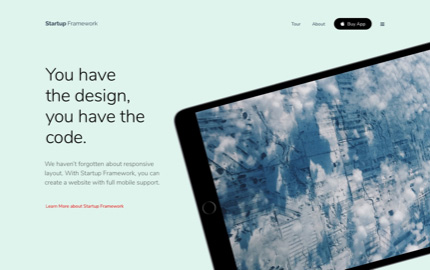 Startup Framework
Tour
About
Buy App
You have
the design,
you have the
code.
We haven't forgotten about responsive
layout. With Startup Framework, you can
create a website with full mobile support.
Learn More about Startup Framework